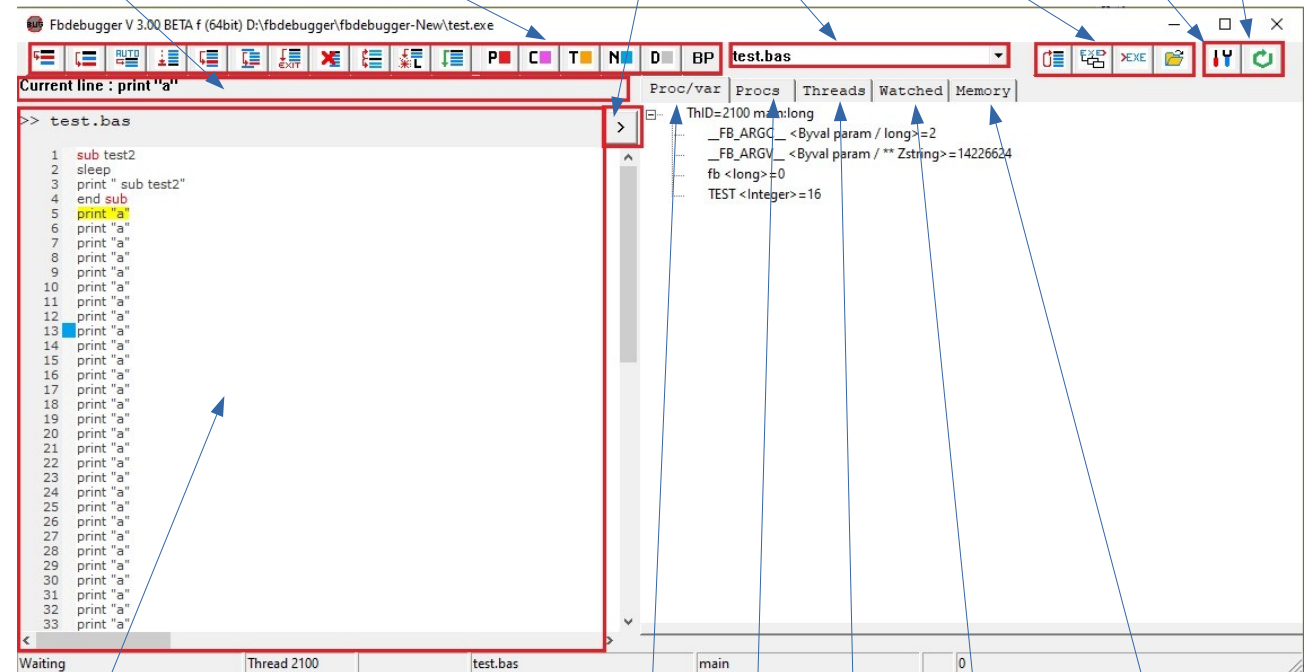 Fbdebugger V 3.00 BETA f (64bit) D:\fbdebugger\fbdebugger-New\test.exe
AUTO EXIT L P C T N D BP test.bas EXP >EXE
Current line : print "a"
Proc/var Procs Threads Watched Memory
>> test.bas
>
ThID=2100 main:long
__FB_ARGC__ <Byval param / long>=2
__FB_ARGV__ <Byval param / ** Zstring>=14226624
fb <long>=0
TEST <Integer>=16
1 sub test2
2 sleep
3 print " sub test2"
4 end sub
5 print "a"
6 print "a"
7 print "a"
8 print "a"
9 print "a"
10 print "a"
11 print "a"
12 print "a"
13 print "a"
14 print "a"
15 print "a"
16 print "a"
17 print "a"
18 print "a"
19 print "a"
20 print "a"
21 print "a"
22 print "a"
23 print "a"
24 print "a"
25 print "a"
26 print "a"
27 print "a"
28 print "a"
29 print "a"
30 print "a"
31 print "a"
32 print "a"
33 print "a"
Waiting Thread 2100 test.bas main 0